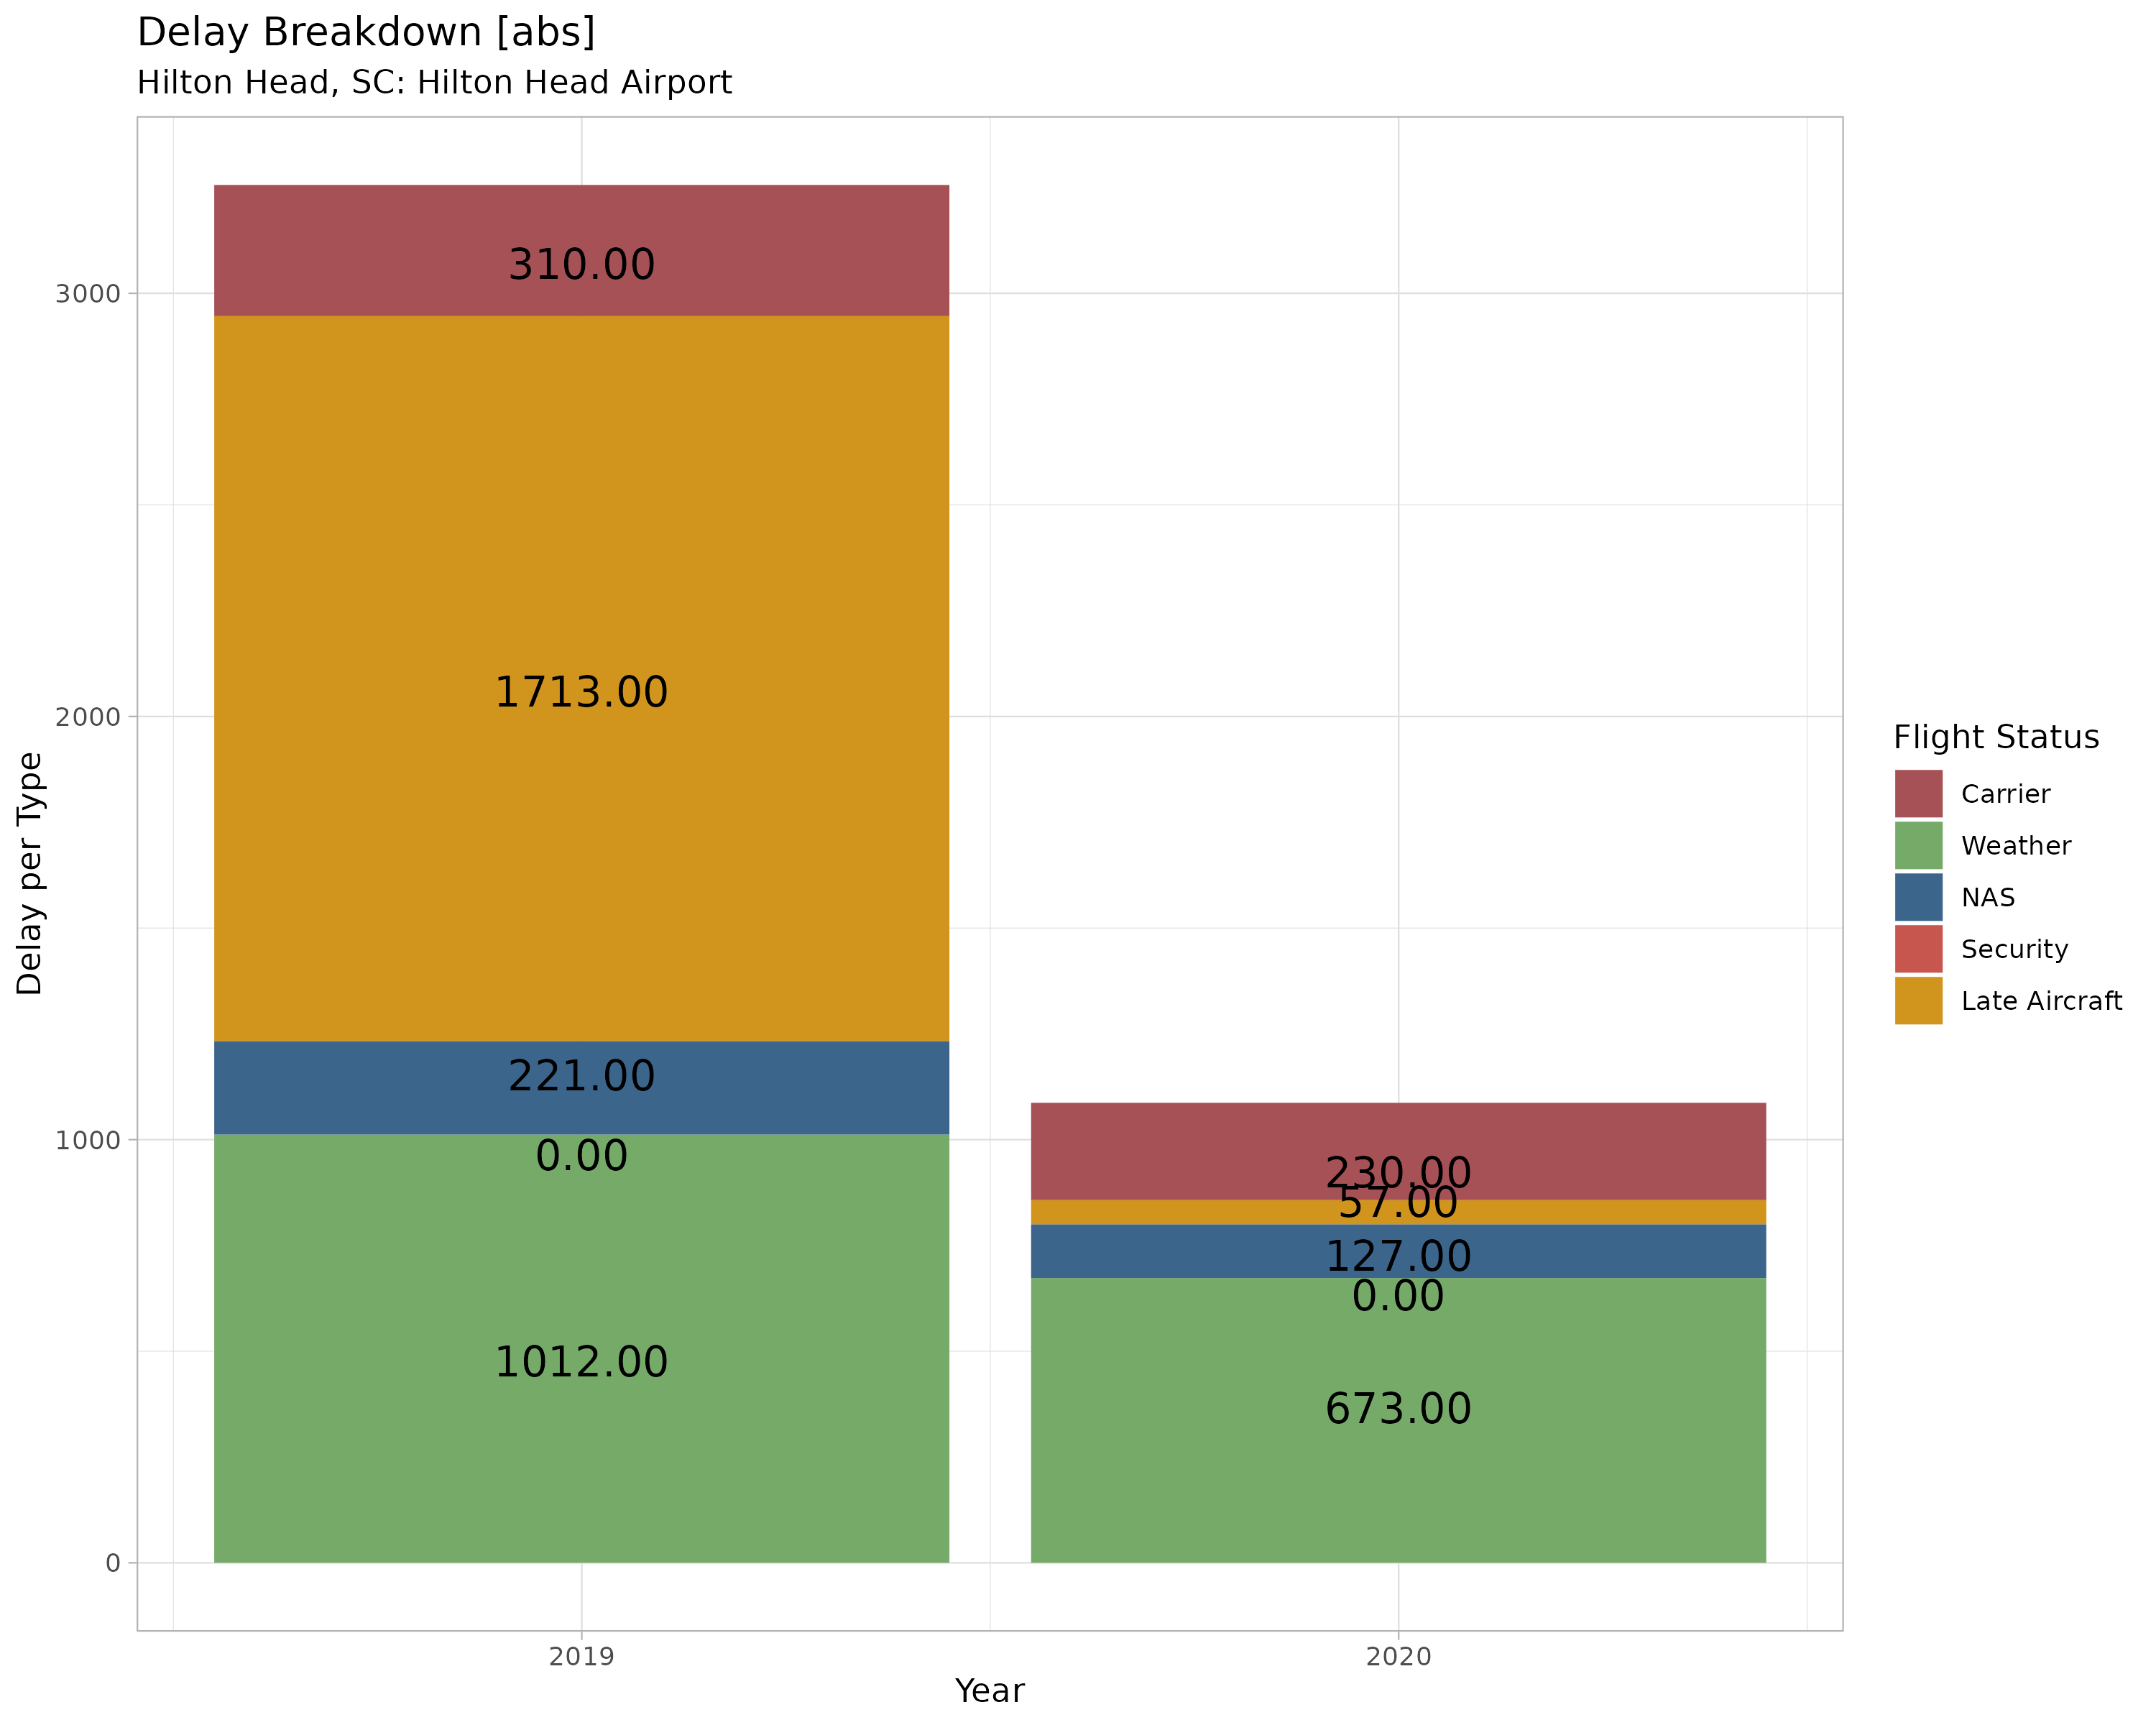 Delay Breakdown [abs]
Hilton Head, SC: Hilton Head Airport
Delay per Type
3000
2000
1000
0
310.00
1713.00
221.00
0.00
1012.00
230.00
57.00
127.00
0.00
673.00
2019
2020
Year
Flight Status
Carrier
Weather
NAS
Security
Late Aircraft